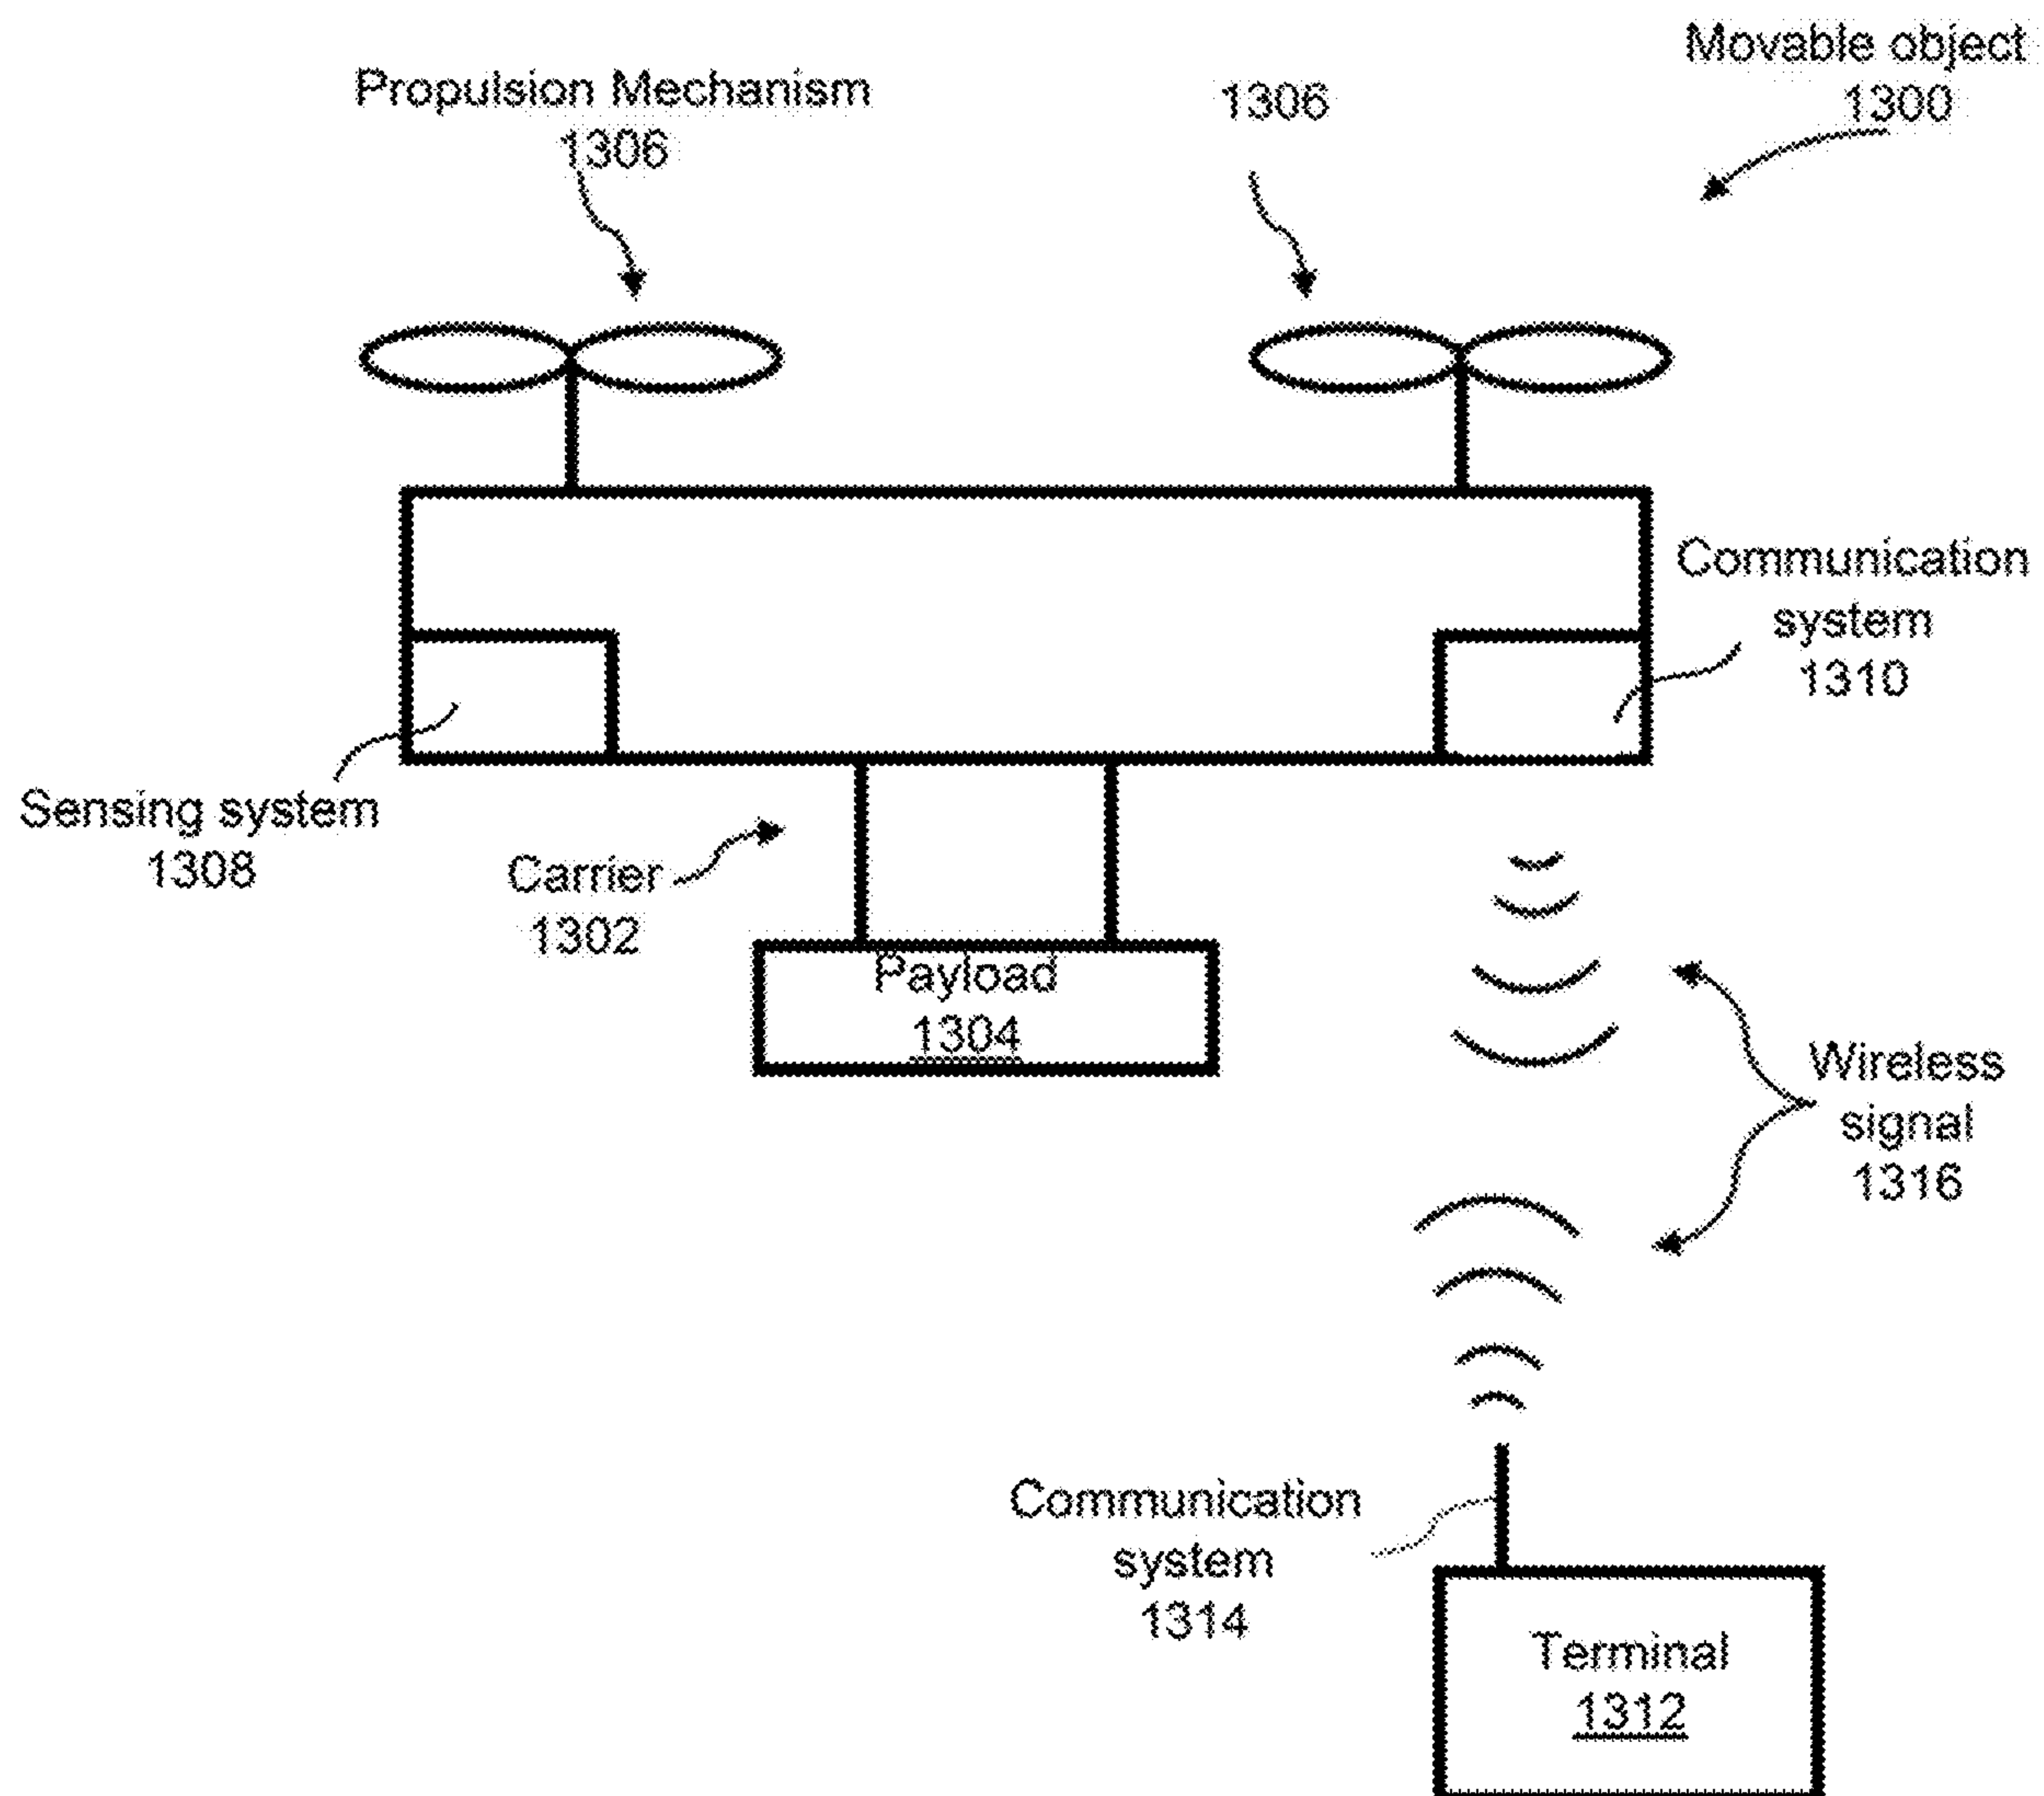 Movable object
1300
Propulsion Mechanism
1306
1306
Communication
system
1310
Sensing system
1308
Carrier
1302
Payload
1304
Wireless
signal
1316
Communication
system
1314
Terminal
1312